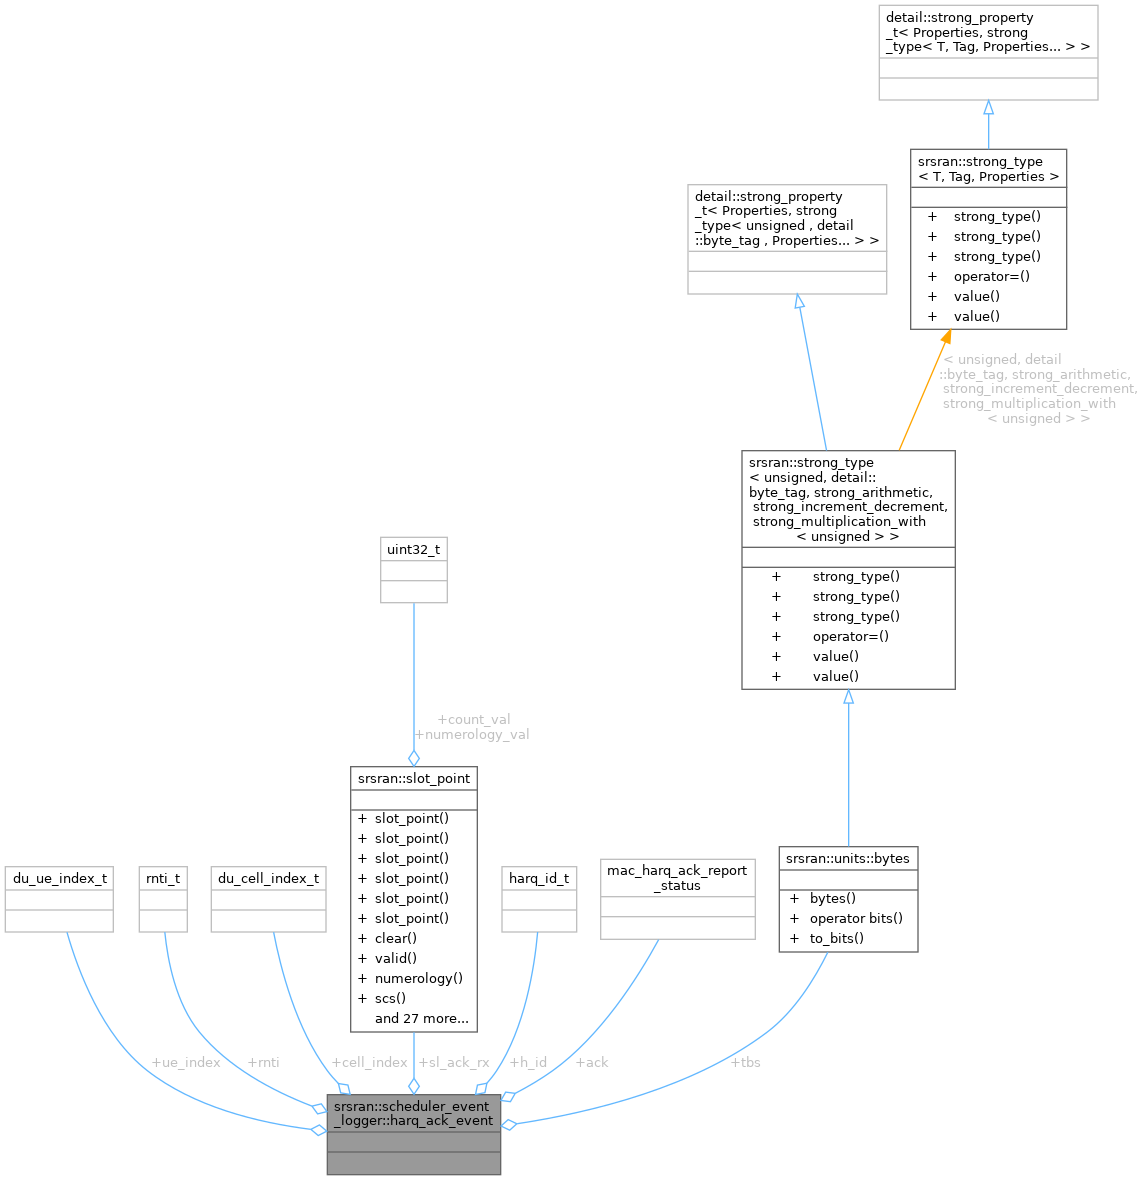 detail::strong_property
_t< Properties, strong
_type< T, Tag, Properties... > >
srsran::strong_type
< T, Tag, Properties >
+ strong_type()
+ strong_type()
+ strong_type()
+ operator=()
+ value()
+ value()
detail::strong_property
_t< Properties, strong
_type< unsigned , detail
::byte_tag , Properties... > >
< unsigned, detail
::byte_tag, strong_arithmetic,
strong_increment_decrement,
strong_multiplication_with
< unsigned > >
srsran::strong_type
< unsigned, detail::
byte_tag, strong_arithmetic,
strong_increment_decrement,
strong_multiplication_with
< unsigned > >
+ strong_type()
+ strong_type()
+ strong_type()
+ operator=()
+ value()
+ value()
uint32_t
+count_val
+numerology_val
srsran::slot_point
+ slot_point()
+ slot_point()
+ slot_point()
+ slot_point()
+ slot_point()
+ slot_point()
+ clear()
+ valid()
+ numerology()
+ scs()
and 27 more...
du_ue_index_t
rnti_t
du_cell_index_t
harq_id_t
mac_harq_ack_report
_status
srsran::units::bytes
+ bytes()
+ operator bits()
+ to_bits()
+ue_index
+rnti
+cell_index
+sl_ack_rx
+h_id
+ack
+tbs
srsran::scheduler_event
_logger::harq_ack_event